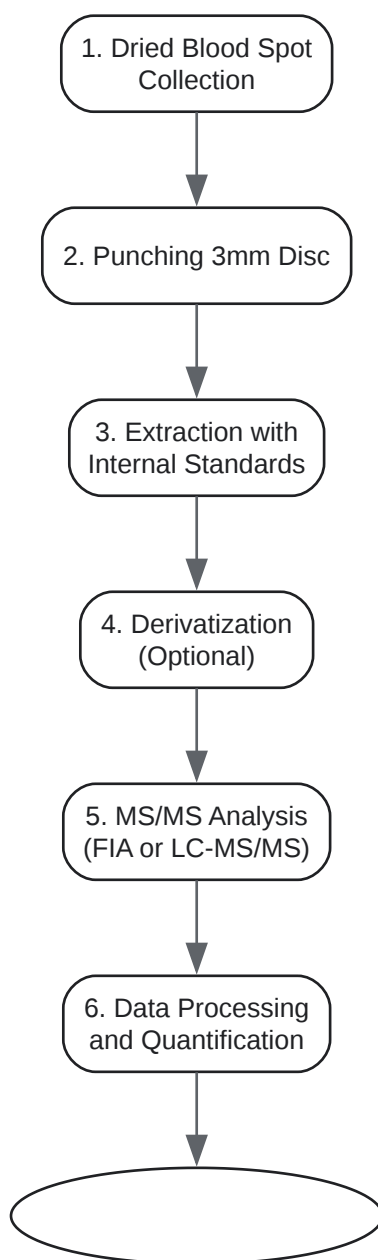 1. Dried Blood Spot
Collection
2. Punching 3mm Disc
3. Extraction with
Internal Standards
4. Derivatization
(Optional)
5. MS/MS Analysis
(FIA or LC-MS/MS)
6. Data Processing
and Quantification